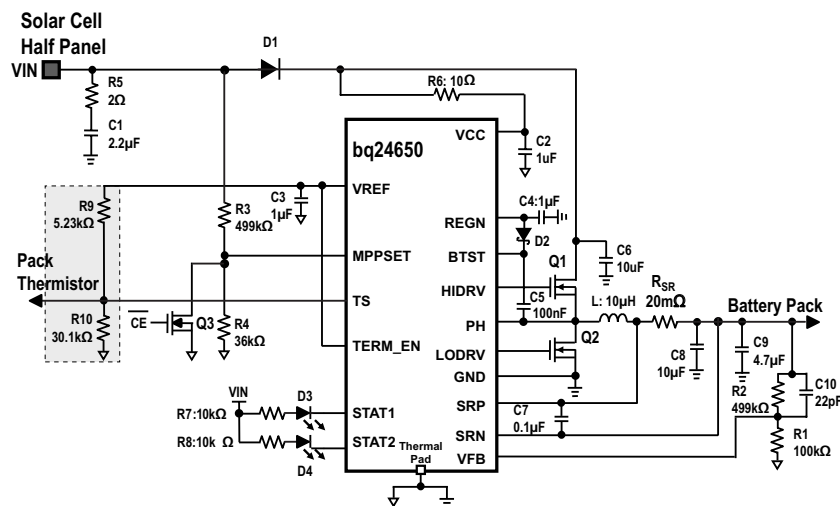 Solar Cell
Half Panel
VIN
D1
R5
2Ω
C1
2.2µF
R6: 10Ω
VCC
C2
1uF
bq24650
VREF
C3
1µF
R9
5.23kΩ
R3
499kΩ
REGN
C4:1µF
D2
BTST
C6
10uF
MPPSET
Pack
Thermistor
HIDRV
Q1
C5
100nF
L: 10µH
RSR
20mΩ
Battery Pack
TS
CE
Q3
R4
36kΩ
R10
30.1kΩ
PH
Q2
TERM_EN
LODRV
GND
C8
10µF
C9
4.7µF
R2
499kΩ
C10
22pF
VIN
D3
R7:10kΩ
STAT1
SRP
C7
0.1µF
R8:10k Ω
D4
STAT2
SRN
Thermal
Pad
VFB
R1
100kΩ